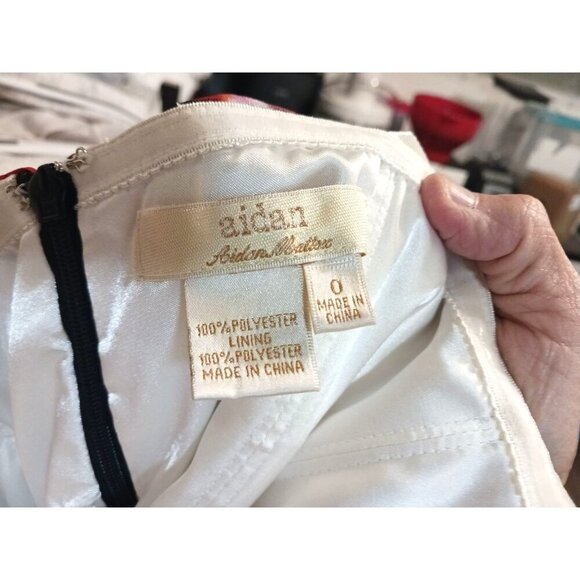 aidan
Aidan Mattox
0
MADE IN
CHINA
100% POLYESTER
LINING
100% POLYESTER
MADE IN CHINA